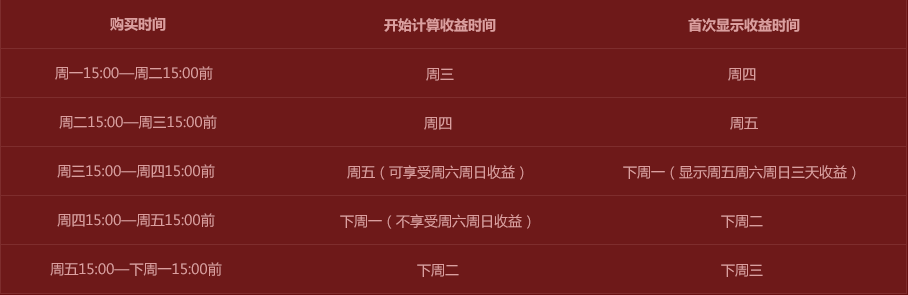 购买时间 开始计算收益时间 首次显示收益时间
周一15:00—周二15:00前 周三 周四
周二15:00—周三15:00前 周四 周五
周三15:00—周四15:00前 周五（可享受周六周日收益） 下周一（显示周五周六周日三天收益）
周四15:00—周五15:00前 下周一（不享受周六周日收益） 下周二
周五15:00—下周一15:00前 下周二 下周三